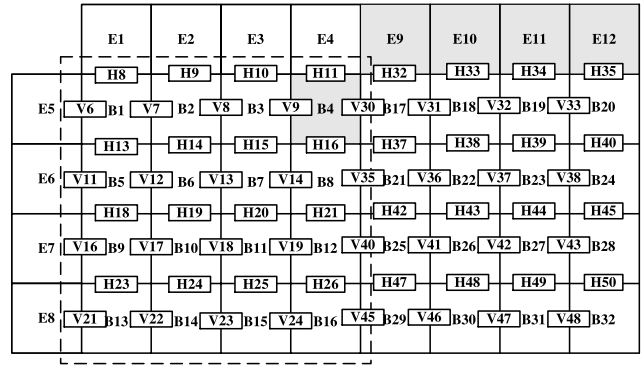 E1 E2 E3 E4 E9 E10 E11 E12
H8 H9 H10 H11 H32 H33 H34 H35
E5 V6 B1 V7 B2 V8 B3 V9 B4 V30 B17 V31 B18 V32 B19 V33 B20
H13 H14 H15 H16 H37 H38 H39 H40
E6 V11 B5 V12 B6 V13 B7 V14 B8 V35 B21 V36 B22 V37 B23 V38 B24
H18 H19 H20 H21 H42 H43 H44 H45
E7 V16 B9 V17 B10 V18 B11 V19 B12 V40 B25 V41 B26 V42 B27 V43 B28
H23 H24 H25 H26 H47 H48 H49 H50
E8 V21 B13 V22 B14 V23 B15 V24 B16 V45 B29 V46 B30 V47 B31 V48 B32